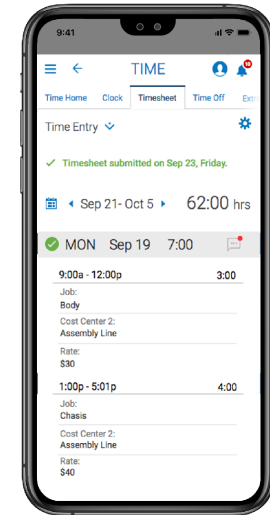 9:41
TIME
10
Time Home Clock Timesheet Time Off Extr
Time Entry
Timesheet submitted on Sep 23, Friday.
Sep 21- Oct 5 62:00 hrs
MON Sep 19 7:00
9:00a - 12:00p 3:00
Job:
Body
Cost Center 2:
Assembly Line
Rate:
$30
1:00p - 5:01p 4:00
Job:
Chasis
Cost Center 2:
Assembly Line
Rate:
$40